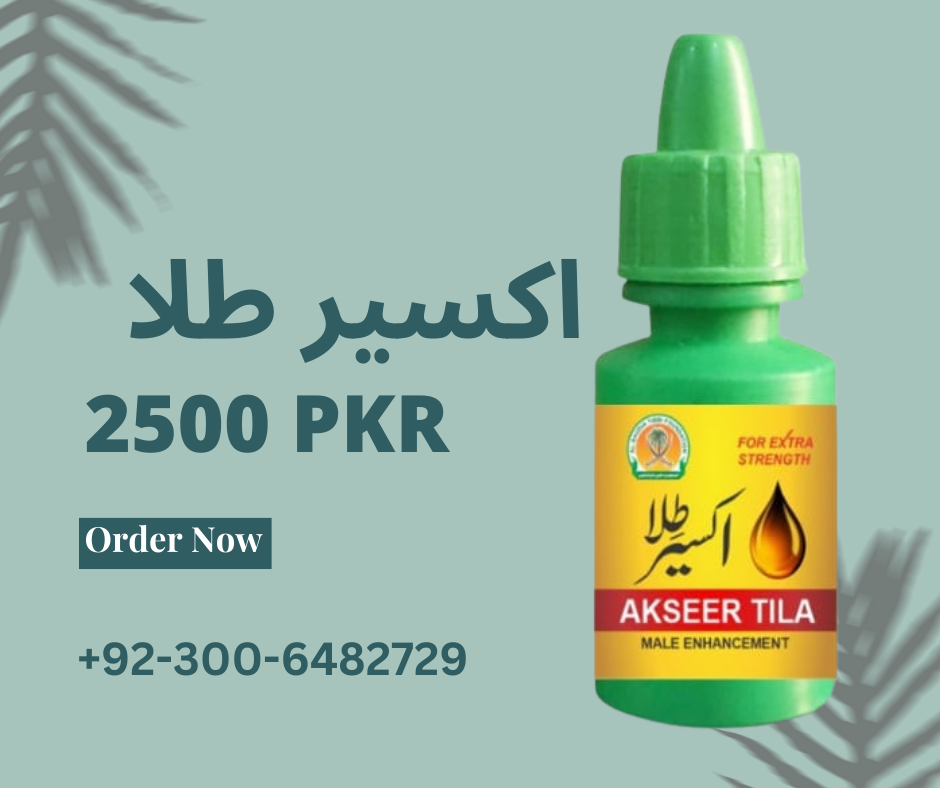 اکسیر طلا
2500 PKR
Order Now
+92-300-6482729
FOR EXTRA
STRENGTH
اکسیر طلا
AKSEER TILA
MALE ENHANCEMENT